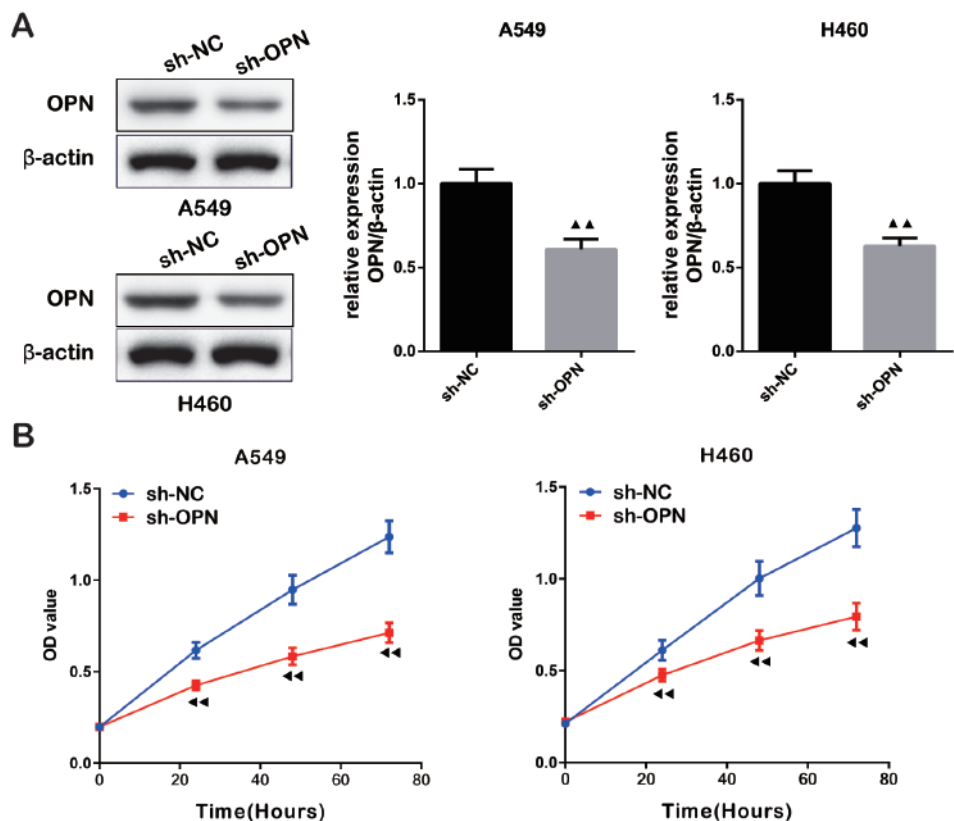 A
sh-NC sh-OPN
OPN
β-actin
A549
sh-NC sh-OPN
OPN
β-actin
H460
A549
relative expression
OPN/β-actin
1.5
1.0
0.5
0.0
sh-NC sh-OPN
▲▲
H460
relative expression
OPN/β-actin
1.5
1.0
0.5
0.0
sh-NC sh-OPN
▲▲
B
A549
sh-NC
sh-OPN
OD value
1.5
1.0
0.5
0.0
0 20 40 60 80
Time(Hours)
◀◀ ◀◀ ◀◀
H460
sh-NC
sh-OPN
OD value
1.5
1.0
0.5
0.0
0 20 40 60 80
Time(Hours)
◀◀ ◀◀ ◀◀